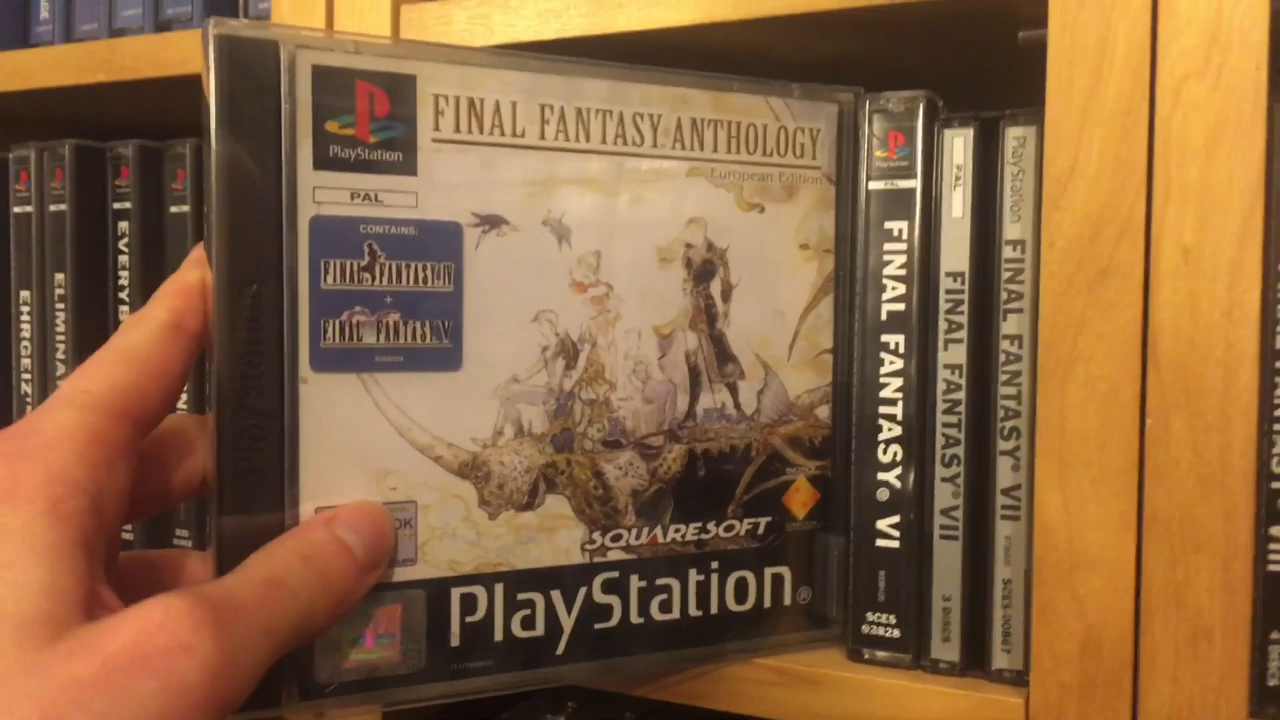 PlayStation
PAL
FINAL FANTASY ANTHOLOGY
European Edition
CONTAINS:
FINAL FANTASY IV
+
FINAL FANTASY V
SQUARESOFT
PlayStation®
EHRGEIZ
ELIMINA
EVERYB
PAL
FINAL FANTASY® VI
SCES
03828
PAL
FINAL FANTASY® VII
3 DISCS
PlayStation
FINAL FANTASY® VII
SCES-00867